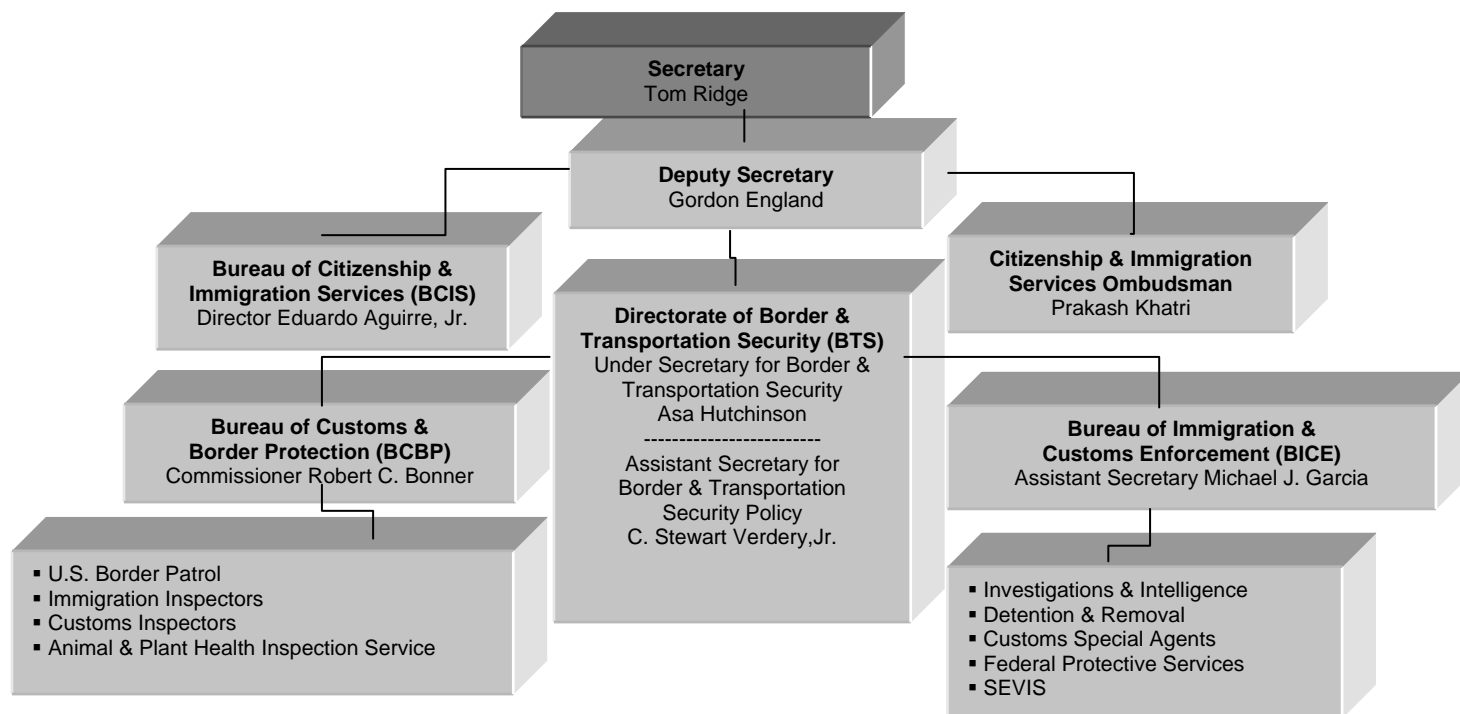 Secretary
Tom Ridge
Deputy Secretary
Gordon England
Bureau of Citizenship &
Immigration Services (BCIS)
Director Eduardo Aguirre, Jr.
Citizenship & Immigration
Services Ombudsman
Prakash Khatri
Directorate of Border &
Transportation Security (BTS)
Under Secretary for Border &
Transportation Security
Asa Hutchinson
-------------------------
Assistant Secretary for
Border & Transportation
Security Policy
C. Stewart Verdery,Jr.
Bureau of Customs &
Border Protection (BCBP)
Commissioner Robert C. Bonner
Bureau of Immigration &
Customs Enforcement (BICE)
Assistant Secretary Michael J. Garcia
▪ U.S. Border Patrol
▪ Immigration Inspectors
▪ Customs Inspectors
▪ Animal & Plant Health Inspection Service
▪ Investigations & Intelligence
▪ Detention & Removal
▪ Customs Special Agents
▪ Federal Protective Services
▪ SEVIS